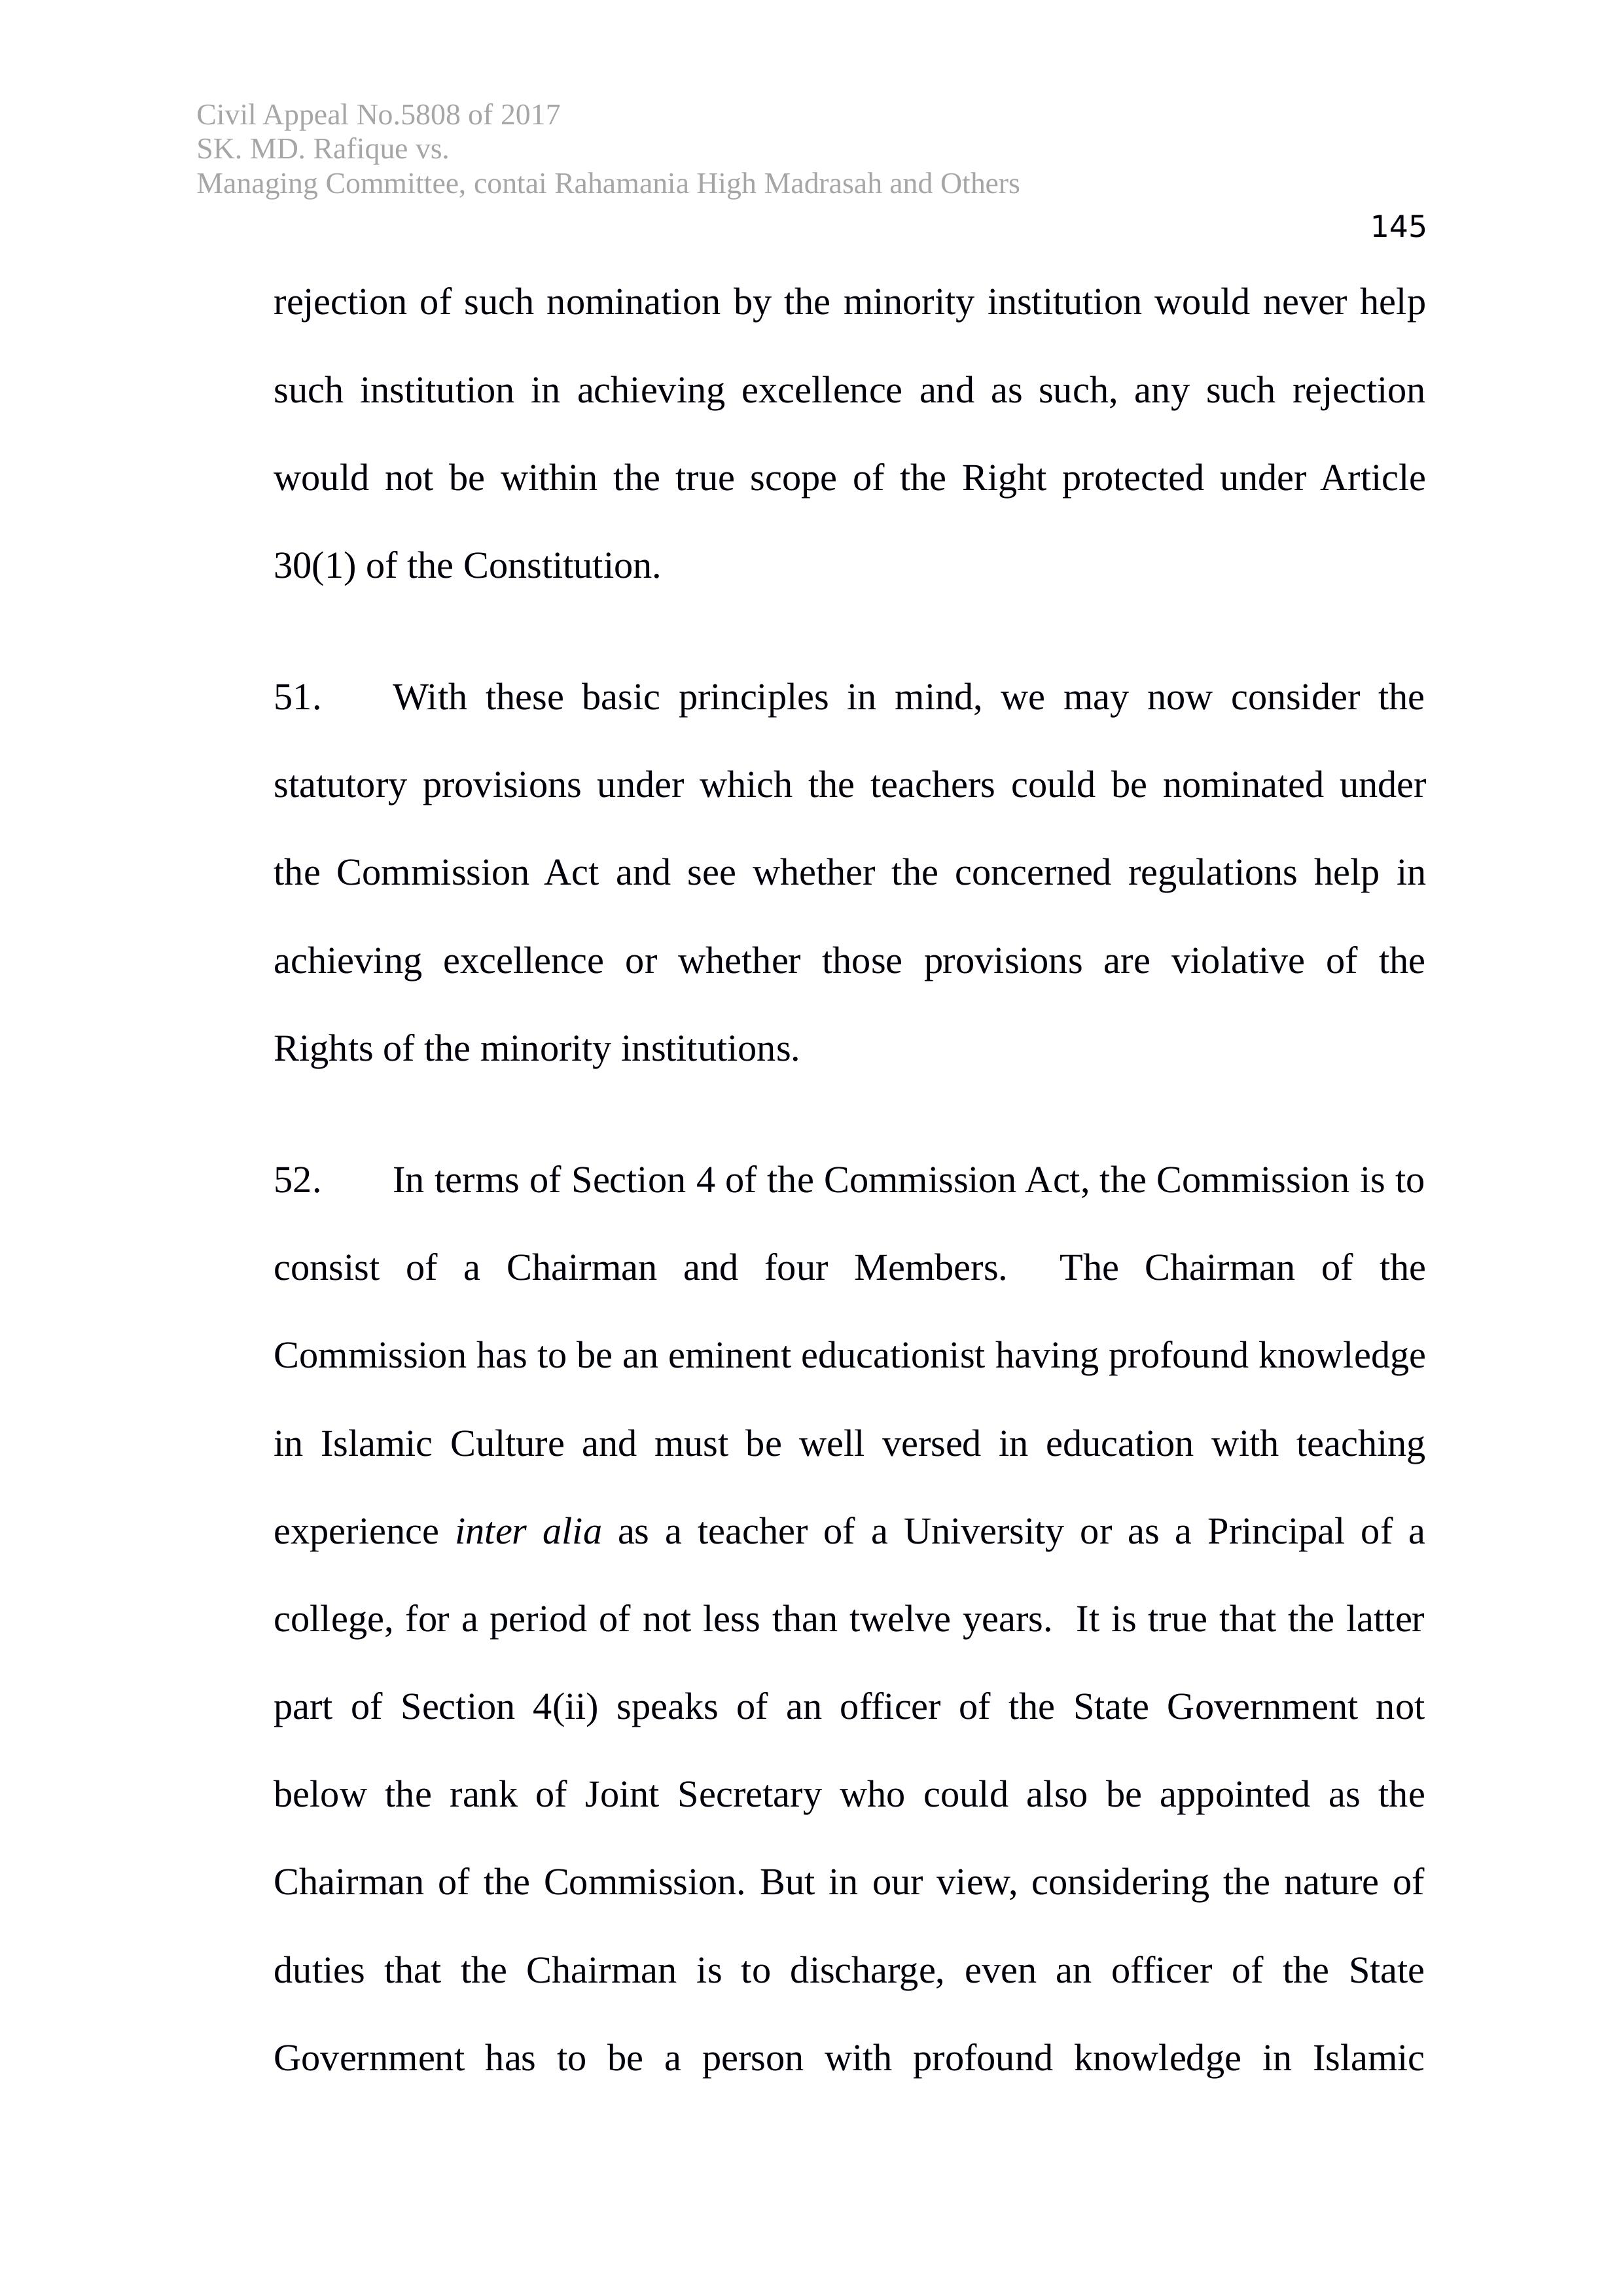 Civil Appeal No.5808 of 2017
SK. MD. Rafique vs.
Managing Committee, contai Rahamania High Madrasah and Others
145
rejection of such nomination by the minority institution would never help
such institution in achieving excellence and as such, any such rejection
would not be within the true scope of the Right protected under Article
30(1) of the Constitution.
51. With these basic principles in mind, we may now consider the
statutory provisions under which the teachers could be nominated under
the Commission Act and see whether the concerned regulations help in
achieving excellence or whether those provisions are violative of the
Rights of the minority institutions.
52. In terms of Section 4 of the Commission Act, the Commission is to
consist of a Chairman and four Members. The Chairman of the
Commission has to be an eminent educationist having profound knowledge
in Islamic Culture and must be well versed in education with teaching
experience inter alia as a teacher of a University or as a Principal of a
college, for a period of not less than twelve years. It is true that the latter
part of Section 4(ii) speaks of an officer of the State Government not
below the rank of Joint Secretary who could also be appointed as the
Chairman of the Commission. But in our view, considering the nature of
duties that the Chairman is to discharge, even an officer of the State
Government has to be a person with profound knowledge in Islamic